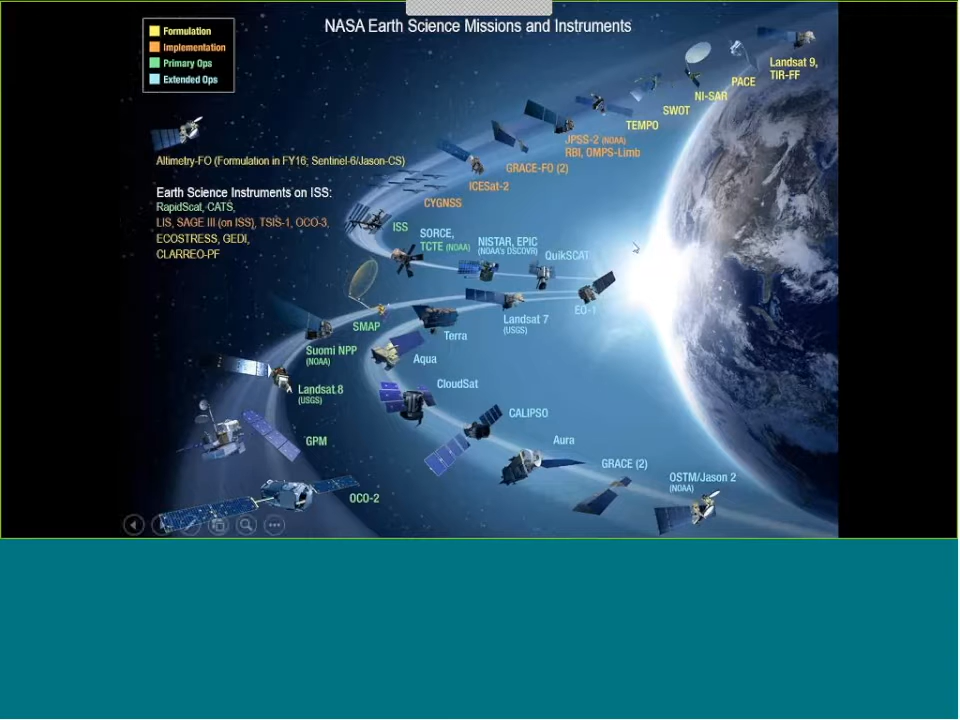 NASA Earth Science Missions and Instruments
Formulation
Implementation
Primary Ops
Extended Ops
Landsat 9,
TIR-FF
PACE
NI-SAR
SWOT
TEMPO
JPSS-2 (NOAA)
RBI, OMPS-Limb
GRACE-FO (2)
ICESat-2
CYGNSS
Altimetry-FO (Formulation in FY16; Sentinel-6/Jason-CS)
Earth Science Instruments on ISS:
RapidScat, CATS,
LIS, SAGE III (on ISS), TSIS-1, OCO-3,
ECOSTRESS, GEDI,
CLARREO-PF
ISS
SORCE,
TCTE (NOAA)
NISTAR, EPIC
(NOAA's DSCOVR)
QuikSCAT
EO-1
Landsat 7
(USGS)
SMAP
Terra
Suomi NPP
(NOAA)
Aqua
Landsat 8
(USGS)
CloudSat
CALIPSO
GPM
Aura
GRACE (2)
OSTM/Jason 2
(NOAA)
OCO-2